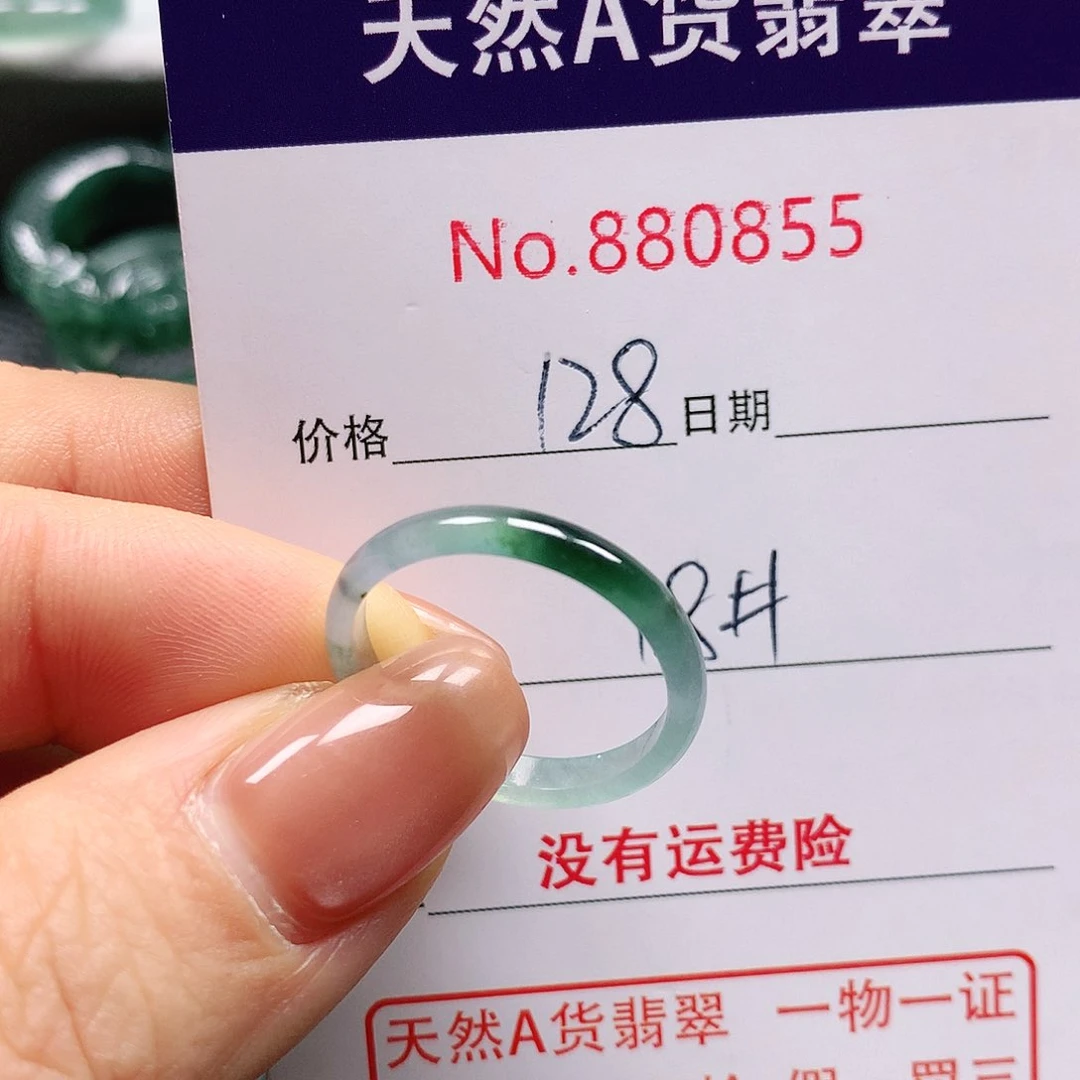 天然A货翡翠
No.880855
价格 128 日期
18#
没有运费险
天然A货翡翠 一物一证